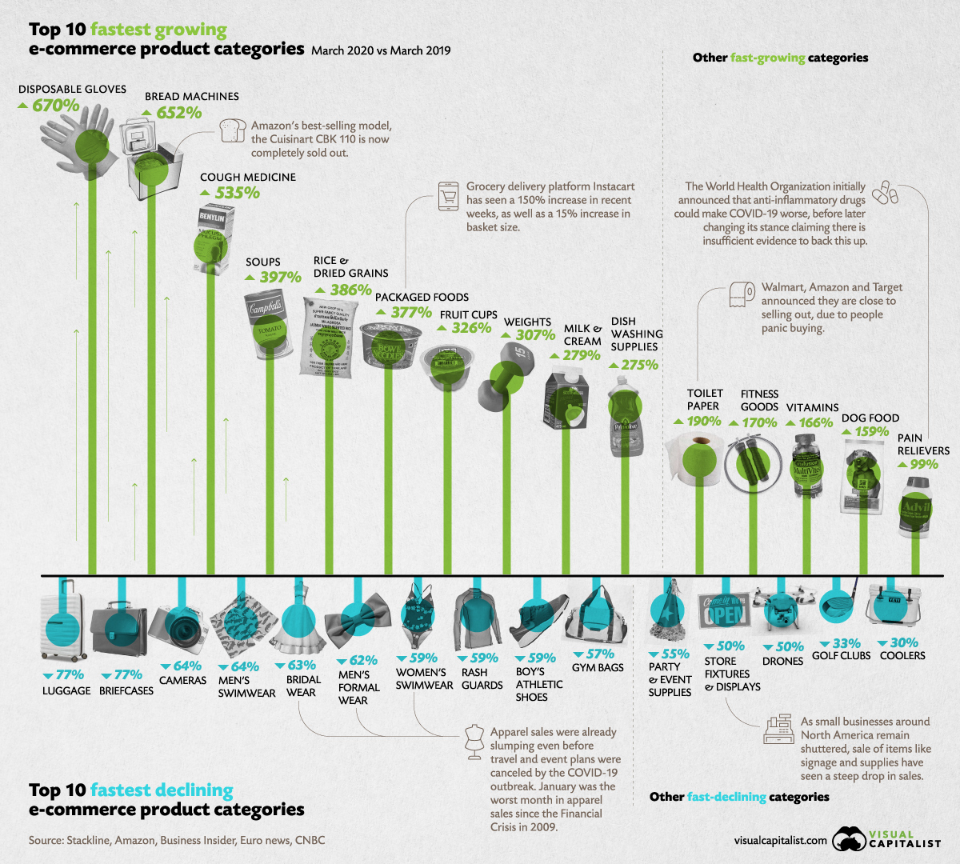 Top 10 fastest growing
e-commerce product categories March 2020 vs March 2019
Other fast-growing categories
DISPOSABLE GLOVES
670%
BREAD MACHINES
652%
Amazon's best-selling model,
the Cuisinart CBK 110 is now
completely sold out.
COUGH MEDICINE
535%
BENYLIN
Grocery delivery platform Instacart
has seen a 150% increase in recent
weeks, as well as a 15% increase in
basket size.
The World Health Organization initially
announced that anti-inflammatory drugs
could make COVID-19 worse, before later
changing its stance claiming there is
insufficient evidence to back this up.
SOUPS
397%
Campbell's
TOMATO
RICE &
DRIED GRAINS
386%
PACKAGED FOODS
377%
BOWL
NOODLES
FRUIT CUPS
326%
WEIGHTS
307%
5
MILK &
CREAM
279%
DISH
WASHING
SUPPLIES
275%
Walmart, Amazon and Target
announced they are close to
selling out, due to people
panic buying.
TOILET
PAPER
190%
FITNESS
GOODS
170%
VITAMINS
166%
DOG FOOD
159%
PAIN
RELIEVERS
99%
Advil
77%
LUGGAGE
77%
BRIEFCASES
64%
CAMERAS
64%
MEN'S
SWIMWEAR
63%
BRIDAL
WEAR
62%
MEN'S
FORMAL
WEAR
59%
WOMEN'S
SWIMWEAR
59%
RASH
GUARDS
59%
BOY'S
ATHLETIC
SHOES
57%
GYM BAGS
55%
PARTY
& EVENT
SUPPLIES
Come in We're
OPEN
50%
STORE
FIXTURES
& DISPLAYS
50%
DRONES
33%
GOLF CLUBS
30%
COOLERS
Apparel sales were already
slumping even before
travel and event plans were
canceled by the COVID-19
outbreak. January was the
worst month in apparel
sales since the Financial
Crisis in 2009.
As small businesses around
North America remain
shuttered, sale of items like
signage and supplies have
seen a steep drop in sales.
Top 10 fastest declining
e-commerce product categories
Other fast-declining categories
Source: Stackline, Amazon, Business Insider, Euro news, CNBC
visualcapitalist.com
VISUAL
CAPITALIST